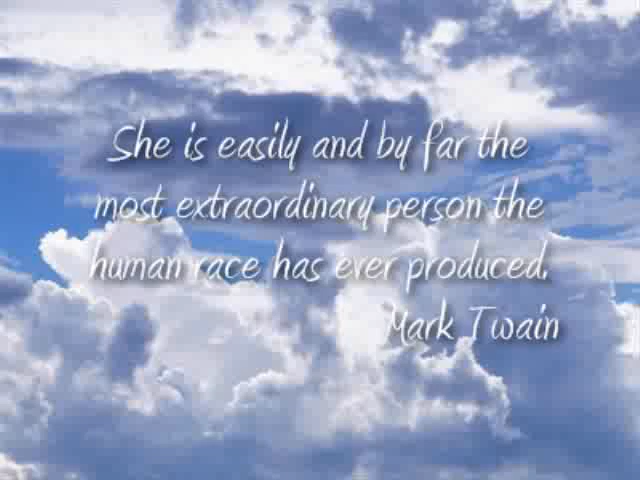 She is easily and by far the
most extraordinary person the
human race has ever produced.
Mark Twain